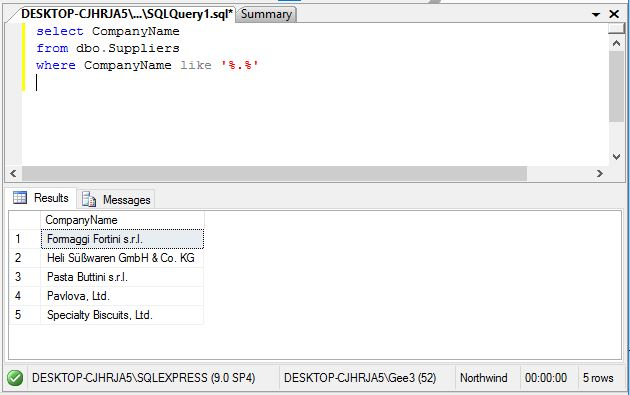 DESKTOP-CJHRJA5\...\SQLQuery1.sql* Summary
select CompanyName
from dbo.Suppliers
where CompanyName like '%.%'
Results Messages
CompanyName
1 Formaggi Fortini s.r.l.
2 Heli Süßwaren GmbH & Co. KG
3 Pasta Buttini s.r.l.
4 Pavlova, Ltd.
5 Specialty Biscuits, Ltd.
DESKTOP-CJHRJA5\SQLEXPRESS (9.0 SP4) DESKTOP-CJHRJA5\Gee3 (52) Northwind 00:00:00 5 rows